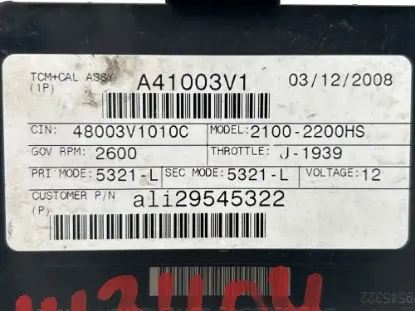 TCM+CAL ASSY A41003V1 03/12/2008
(1P)
CIN: 48003V1010C MODEL: 2100-2200HS
GOV RPM: 2600 THROTTLE: J-1939
PRI MODE: 5321-L SEC MODE: 5321-L VOLTAGE: 12
CUSTOMER P/N ali29545322
(P)
9545322